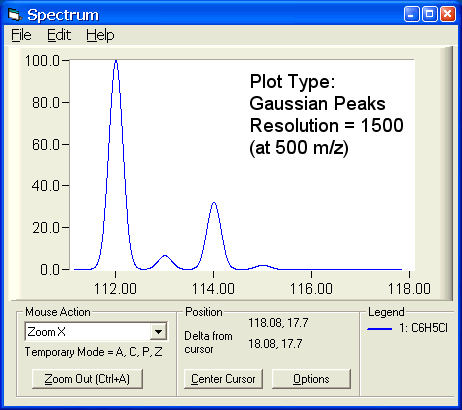 Spectrum
File Edit Help
100.0
80.0
60.0
40.0
20.0
0.0
Plot Type:
Gaussian Peaks
Resolution = 1500
(at 500 m/z)
112.00 114.00 116.00 118.00
Mouse Action
Zoom X
Temporary Mode = A, C, P, Z
Zoom Out (Ctrl+A)
Position
118.08, 17.7
Delta from
cursor
18.08, 17.7
Center Cursor
Options
Legend
1: C6H5Cl